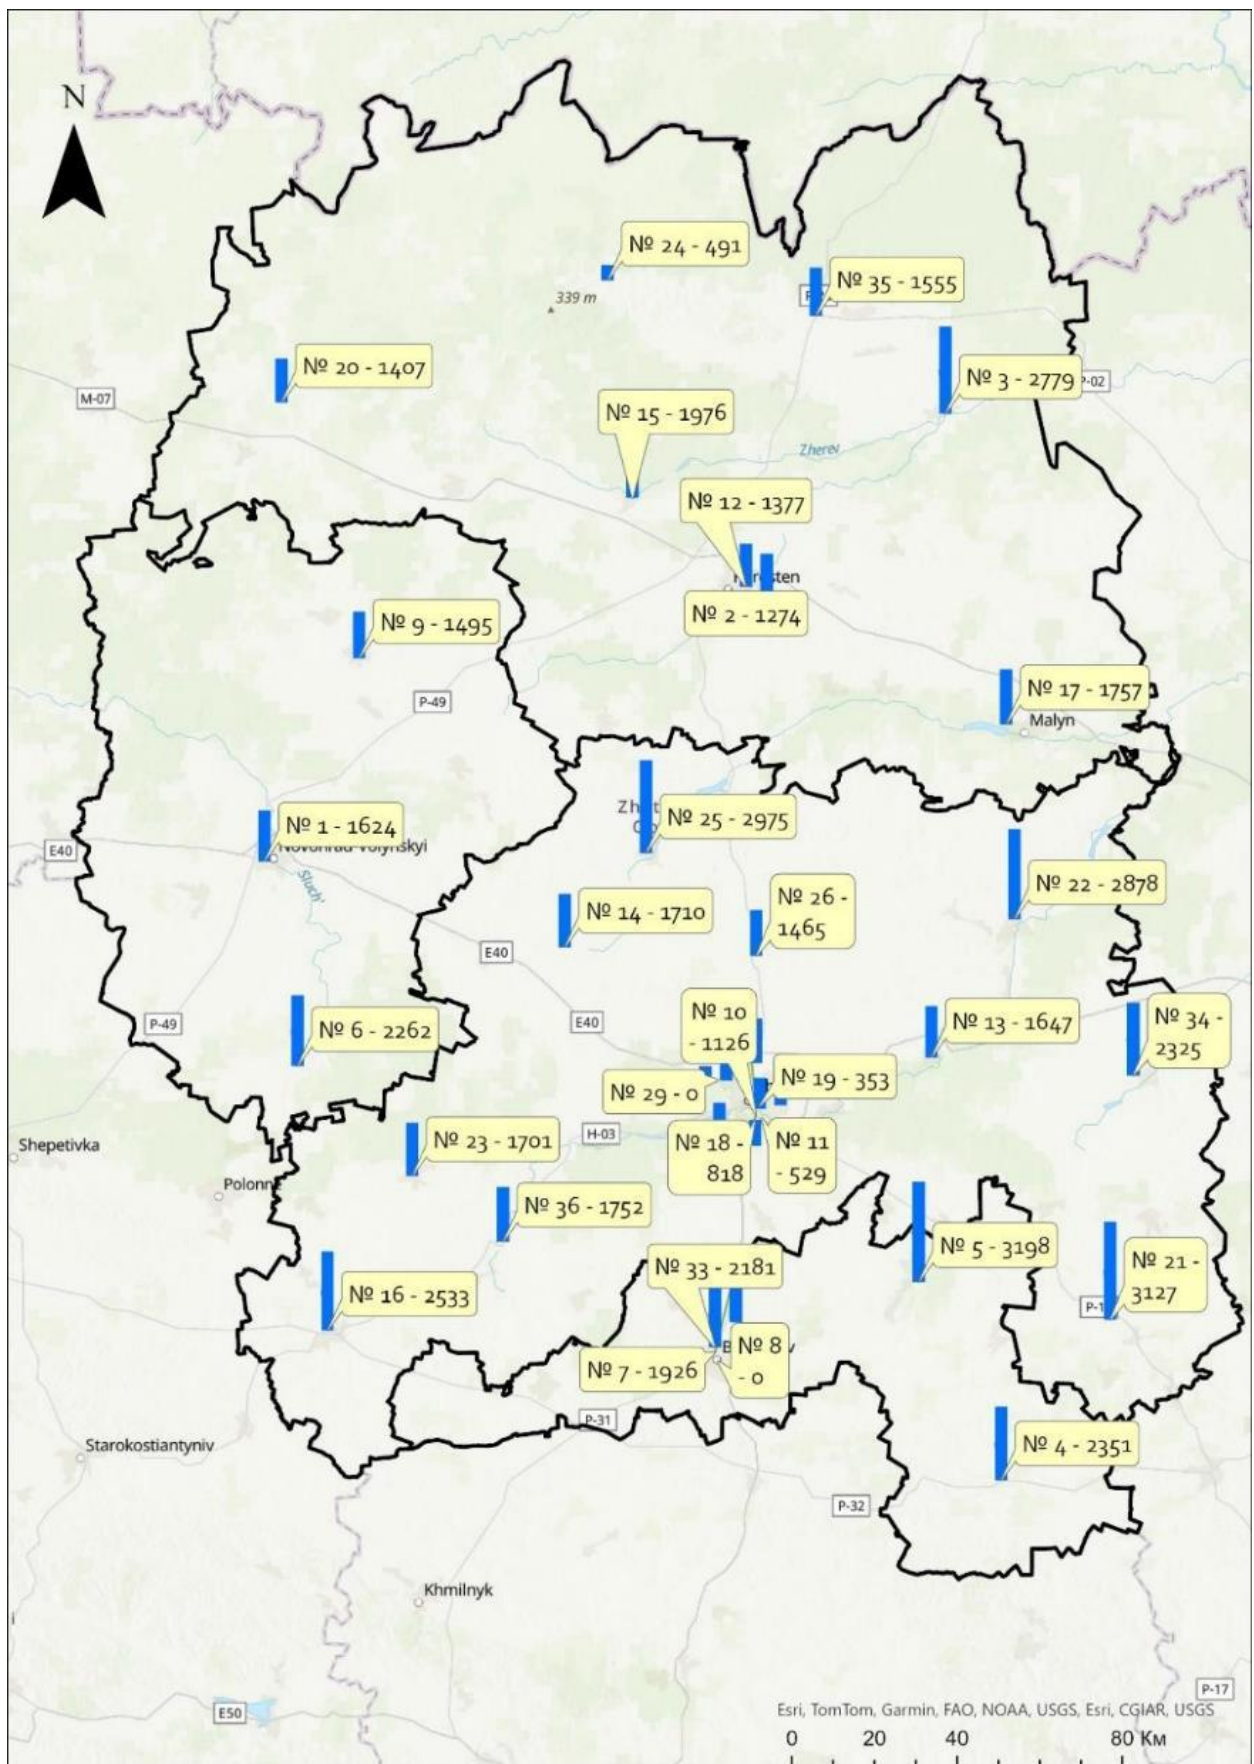 N
№ 24 - 491
339 m
№ 35 - 1555
№ 20 - 1407
№ 3 - 2779
P-02
M-07
№ 15 - 1976
Zherev
№ 12 - 1377
№ 2 - 1274
№ 9 - 1495
№ 17 - 1757
P-49
Malyn
№ 25 - 2975
№ 1 - 1624
Novohrad-Volynskyi
E40
Sluch'
№ 22 - 2878
№ 14 - 1710
№ 26 -
1465
E40
№ 6 - 2262
P-49
E40
№ 10
- 1126
№ 13 - 1647
№ 34 -
2325
№ 19 - 353
№ 29 - 0
H-03
№ 23 - 1701
№ 18 -
818
№ 11
- 529
Shepetivka
Polonne
№ 36 - 1752
№ 5 - 3198
№ 21 -
3127
№ 33 - 2181
№ 16 - 2533
№ 7 - 1926
№ 8
- 0
P-31
Starokostiantyniv
№ 4 - 2351
P-32
Khmilnyk
P-17
E50
Esri, TomTom, Garmin, FAO, NOAA, USGS, Esri, CGIAR, USGS
0 20 40 80 Км